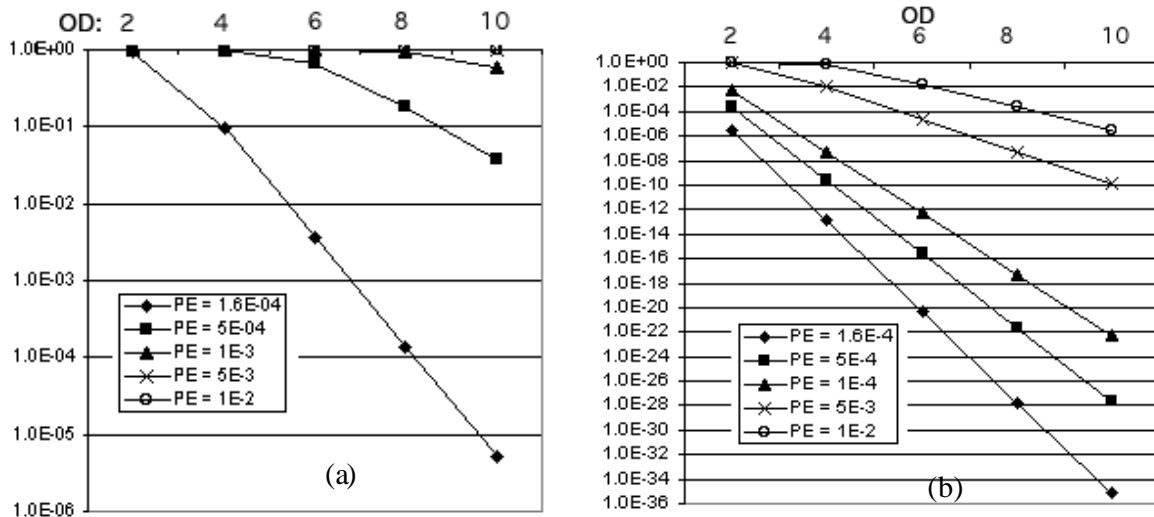 OD: 2 4 6 8 10
1.0E+00
1.0E-01
1.0E-02
1.0E-03
1.0E-04
1.0E-05
1.0E-06
PE = 1.6E-04
PE = 5E-04
PE = 1E-3
PE = 5E-3
PE = 1E-2
(a)
OD
2 4 6 8 10
1.0 E+00
1.0E-02
1.0E-04
1.0E-06
1.0E-08
1.0E-10
1.0E-12
1.0E-14
1.0E-16
1.0E-18
1.0E-20
1.0E-22
1.0E-24
1.0E-26
1.0E-28
1.0E-30
1.0E-32
1.0E-34
1.0E-36
PE = 1.6E-4
PE = 5E-4
PE = 1E-4
PE = 5E-3
PE = 1E-2
(b)